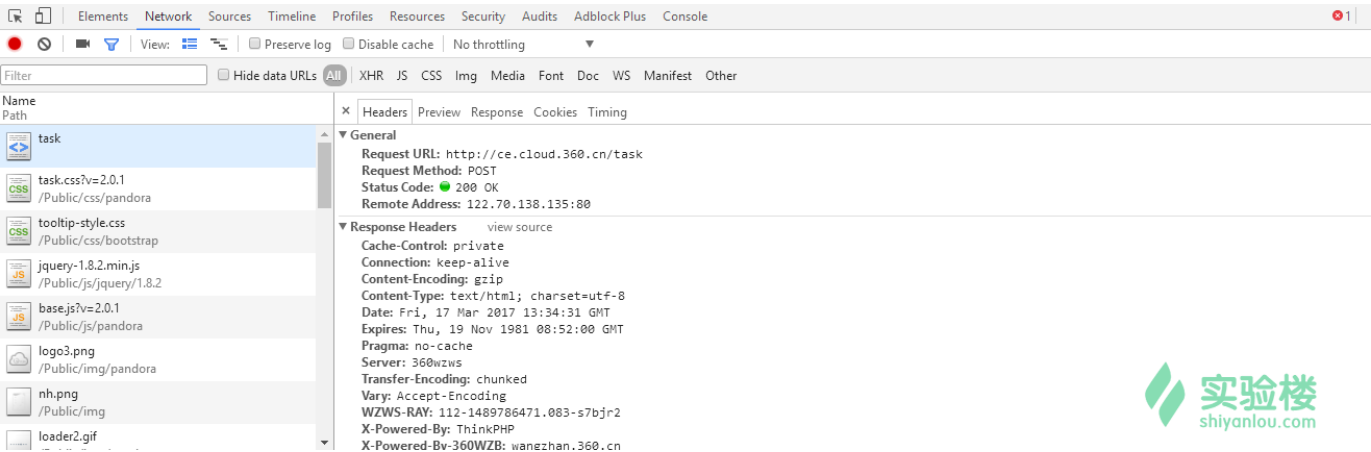 Elements Network Sources Timeline Profiles Resources Security Audits Adblock Plus Console 1
View: Preserve log Disable cache No throttling
Filter Hide data URLs All XHR JS CSS Img Media Font Doc WS Manifest Other
Name
Path
task
task.css?v=2.0.1
/Public/css/pandora
tooltip-style.css
/Public/css/bootstrap
jquery-1.8.2.min.js
/Public/js/jquery/1.8.2
base.js?v=2.0.1
/Public/js/pandora
logo3.png
/Public/img/pandora
nh.png
/Public/img
loader2.gif
× Headers Preview Response Cookies Timing
General
Request URL: http://ce.cloud.360.cn/task
Request Method: POST
Status Code: 200 OK
Remote Address: 122.70.138.135:80
Response Headers view source
Cache-Control: private
Connection: keep-alive
Content-Encoding: gzip
Content-Type: text/html; charset=utf-8
Date: Fri, 17 Mar 2017 13:34:31 GMT
Expires: Thu, 19 Nov 1981 08:52:00 GMT
Pragma: no-cache
Server: 360wzws
Transfer-Encoding: chunked
Vary: Accept-Encoding
WZWS-RAY: 112-1489786471.083-s7bjr2
X-Powered-By: ThinkPHP
X-Powered-By-360WZB: wangzhan.360.cn
实验楼
shiyanlou.com